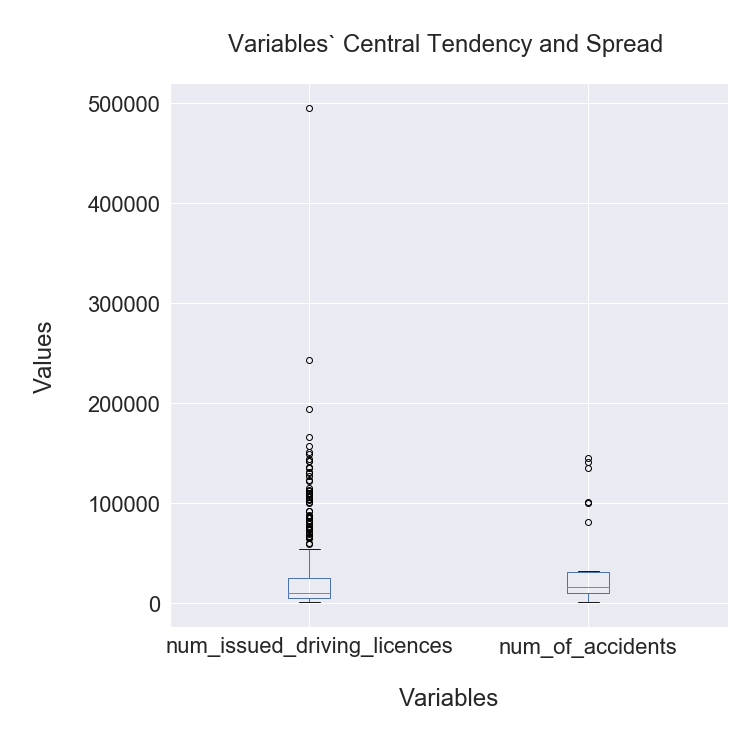 Variables` Central Tendency and Spread
500000
400000
300000
200000
100000
0
Values
num_issued_driving_licences
num_of_accidents
Variables